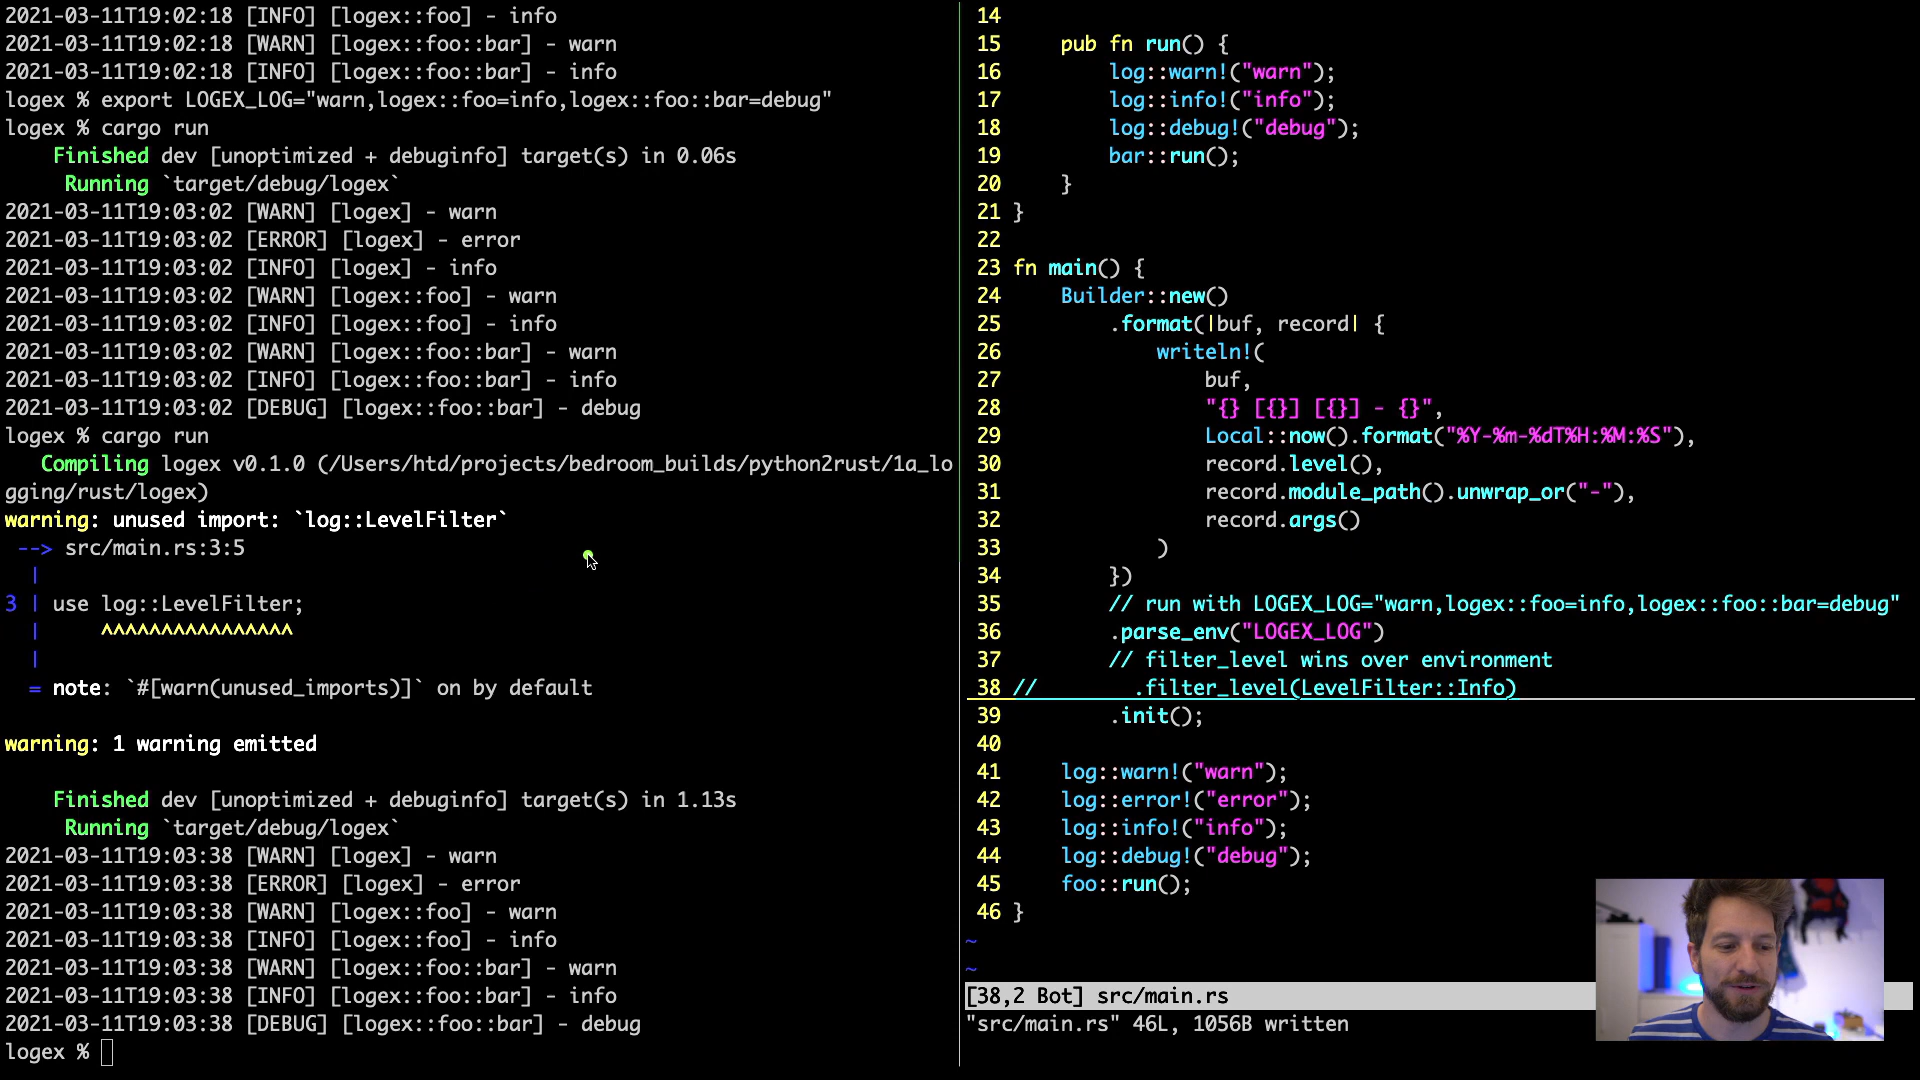 2021-03-11T19:02:18 [INFO] [logex::foo] - info
2021-03-11T19:02:18 [WARN] [logex::foo::bar] - warn
2021-03-11T19:02:18 [INFO] [logex::foo::bar] - info
logex % export LOGEX_LOG="warn,logex::foo=info,logex::foo::bar=debug"
logex % cargo run
Finished dev [unoptimized + debuginfo] target(s) in 0.06s
Running `target/debug/logex`
2021-03-11T19:03:02 [WARN] [logex] - warn
2021-03-11T19:03:02 [ERROR] [logex] - error
2021-03-11T19:03:02 [INFO] [logex] - info
2021-03-11T19:03:02 [WARN] [logex::foo] - warn
2021-03-11T19:03:02 [INFO] [logex::foo] - info
2021-03-11T19:03:02 [WARN] [logex::foo::bar] - warn
2021-03-11T19:03:02 [INFO] [logex::foo::bar] - info
2021-03-11T19:03:02 [DEBUG] [logex::foo::bar] - debug
logex % cargo run
Compiling logex v0.1.0 (/Users/htd/projects/bedroom_builds/python2rust/1a_lo
gging/rust/logex)
warning: unused import: `log::LevelFilter`
--> src/main.rs:3:5
|
3 | use log::LevelFilter;
| ^^^^^^^^^^^^^^^^
|
= note: `#[warn(unused_imports)]` on by default
warning: 1 warning emitted
Finished dev [unoptimized + debuginfo] target(s) in 1.13s
Running `target/debug/logex`
2021-03-11T19:03:38 [WARN] [logex] - warn
2021-03-11T19:03:38 [ERROR] [logex] - error
2021-03-11T19:03:38 [WARN] [logex::foo] - warn
2021-03-11T19:03:38 [INFO] [logex::foo] - info
2021-03-11T19:03:38 [WARN] [logex::foo::bar] - warn
2021-03-11T19:03:38 [INFO] [logex::foo::bar] - info
2021-03-11T19:03:38 [DEBUG] [logex::foo::bar] - debug
logex %
14
15 pub fn run() {
16 log::warn!("warn");
17 log::info!("info");
18 log::debug!("debug");
19 bar::run();
20 }
21 }
22
23 fn main() {
24 Builder::new()
25 .format(|buf, record| {
26 writeln!(
27 buf,
28 "{} [{}] [{}] - {}",
29 Local::now().format("%Y-%m-%dT%H:%M:%S"),
30 record.level(),
31 record.module_path().unwrap_or("-"),
32 record.args()
33 )
34 })
35 // run with LOGEX_LOG="warn,logex::foo=info,logex::foo::bar=debug"
36 .parse_env("LOGEX_LOG")
37 // filter_level wins over environment
38 // .filter_level(LevelFilter::Info)
39 .init();
40
41 log::warn!("warn");
42 log::error!("error");
43 log::info!("info");
44 log::debug!("debug");
45 foo::run();
46 }
~
~
[38,2 Bot] src/main.rs
"src/main.rs" 46L, 1056B written